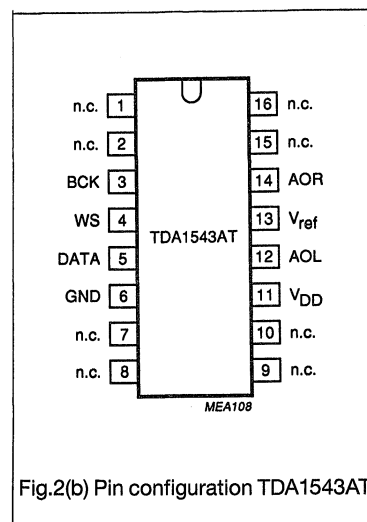 n.c. 1 16 n.c.
n.c. 2 15 n.c.
BCK 3 14 AOR
WS 4 13 Vref
TDA1543AT
DATA 5 12 AOL
GND 6 11 VDD
n.c. 7 10 n.c.
n.c. 8 9 n.c.
MEA108
Fig.2(b) Pin configuration TDA1543AT